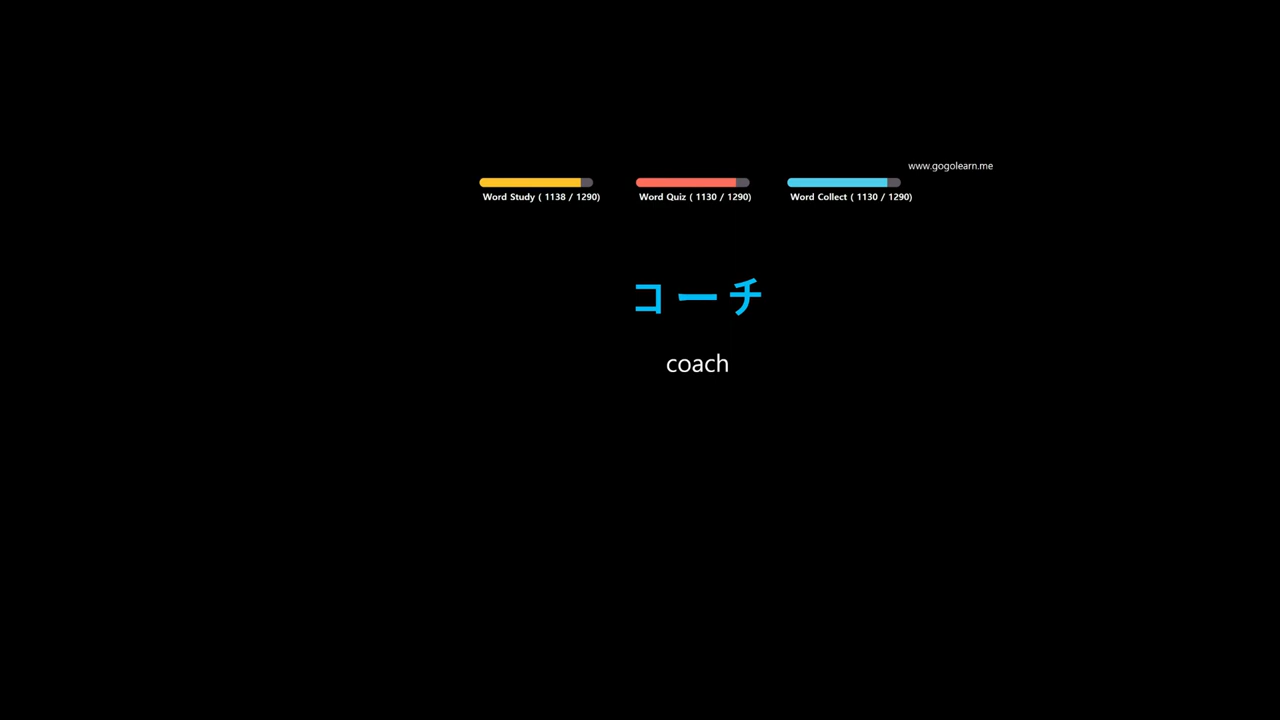 www.gogolearn.me
Word Study ( 1138 / 1290)
Word Quiz ( 1130 / 1290)
Word Collect ( 1130 / 1290)
コーチ
coach